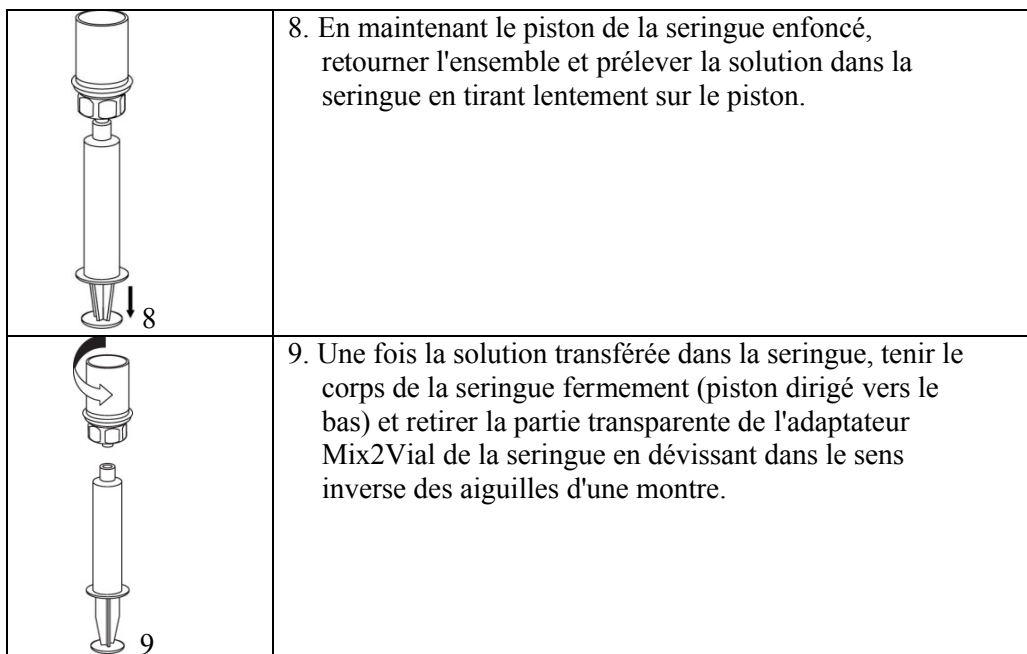 8. En maintenant le piston de la seringue enfoncé,
retourner l'ensemble et prélever la solution dans la
seringue en tirant lentement sur le piston.
8
9. Une fois la solution transférée dans la seringue, tenir le
corps de la seringue fermement (piston dirigé vers le
bas) et retirer la partie transparente de l'adaptateur
Mix2Vial de la seringue en dévissant dans le sens
inverse des aiguilles d'une montre.
9